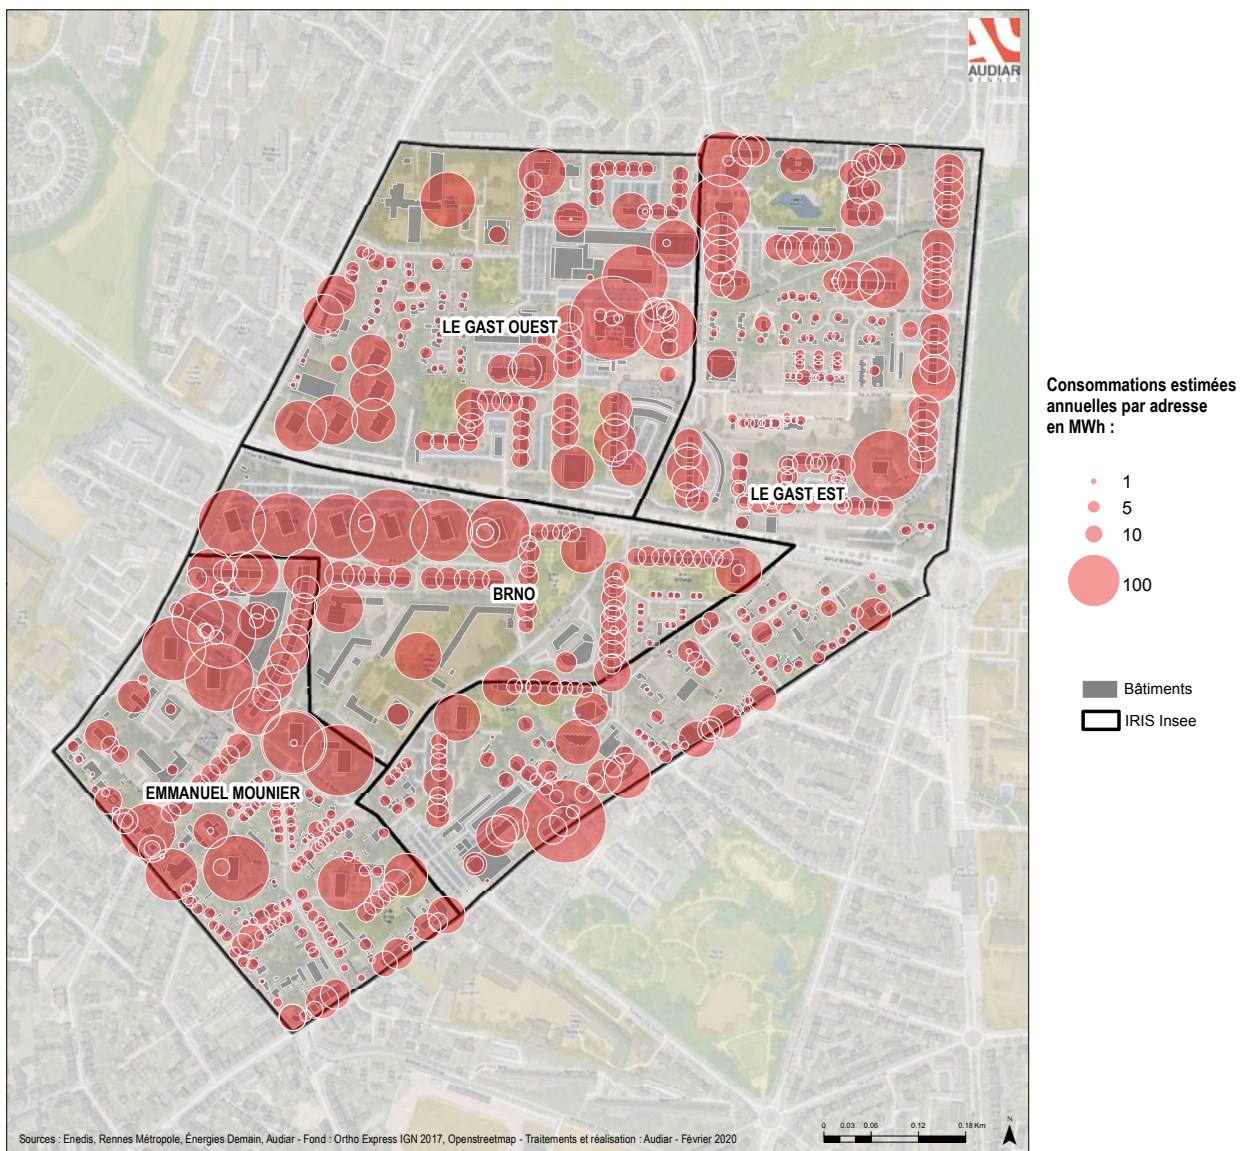 AUDIAR
RENNES
LE GAST OUEST
LE GAST EST
BRNO
EMMANUEL MOUNIER
Consommations estimées
annuelles par adresse
en MWh :
1
5
10
100
Bâtiments
IRIS Insee
Sources : Enedis, Rennes Métropole, Énergies Demain, Audiar - Fond : Ortho Express IGN 2017, Openstreetmap - Traitements et réalisation : Audiar - Février 2020
0 0.03 0.06 0.12 0.18 Km
N